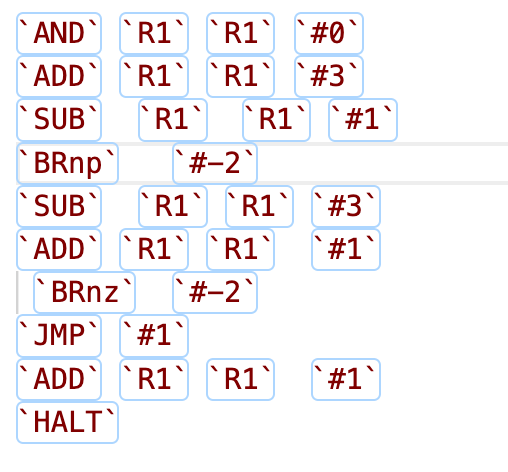 `AND` `R1` `R1` `#0`
`ADD` `R1` `R1` `#3`
`SUB` `R1` `R1` `#1`
`BRnp` `#-2`
`SUB` `R1` `R1` `#3`
`ADD` `R1` `R1` `#1`
`BRnz` `#-2`
`JMP` `#1`
`ADD` `R1` `R1` `#1`
`HALT`